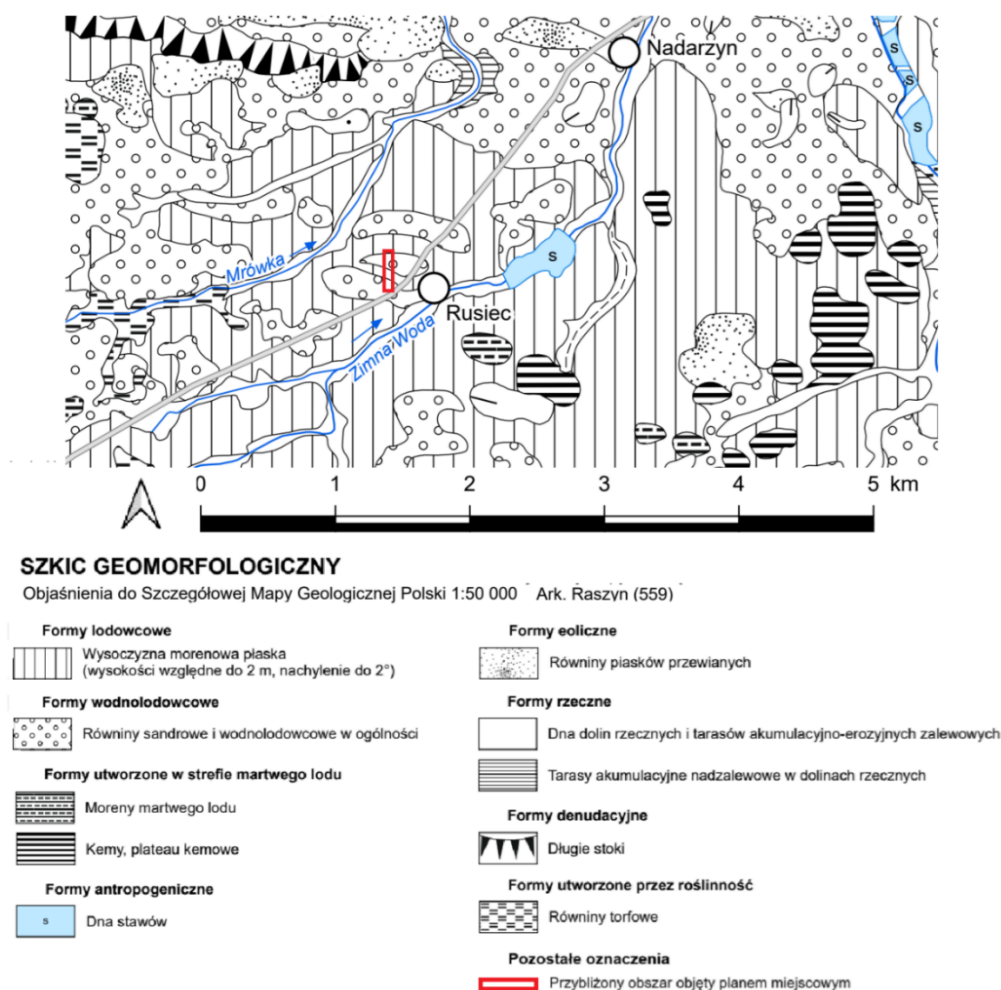 s
s
s
Nadarzyn
Mrówka
s
Rusiec
Zimna Woda
0 1 2 3 4 5 km
SZKIC GEOMORFOLOGICZNY
Objaśnienia do Szczegółowej Mapy Geologicznej Polski 1:50 000 Ark. Raszyn (559)
Formy lodowcowe
Wysoczyzna morenowa płaska
(wysokości względne do 2 m, nachylenie do 2°)
Formy wodnolodowcowe
Równiny sandrowe i wodnolodowcowe w ogólności
Formy utworzone w strefie martwego lodu
Moreny martwego lodu
Kemy, plateau kemowe
Formy antropogeniczne
s Dna stawów
Formy eoliczne
Równiny piasków przewianych
Formy rzeczne
Dna dolin rzecznych i tarasów akumulacyjno-erozyjnych zalewowych
Tarasy akumulacyjne nadzalewowe w dolinach rzecznych
Formy denudacyjne
Długie stoki
Formy utworzone przez roślinność
Równiny torfowe
Pozostałe oznaczenia
Przybliżony obszar objęty planem miejscowym